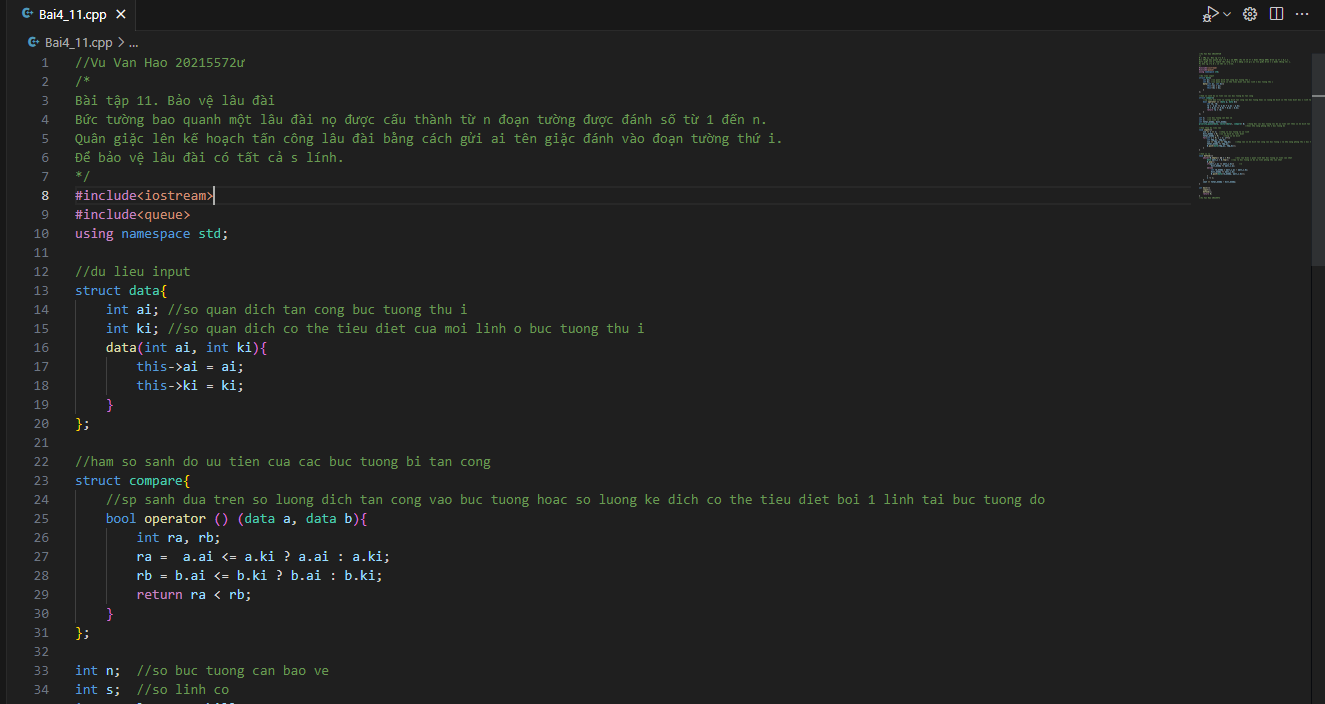 Bai4_11.cpp
Bai4_11.cpp > ...
1 //Vu Van Hao 20215572ư
2 /*
3 Bài tập 11. Bảo vệ lâu đài
4 Bức tường bao quanh một lâu đài nọ được cấu thành từ n đoạn tường được đánh số từ 1 đến n.
5 Quân giặc lên kế hoạch tấn công lâu đài bằng cách gửi ai tên giặc đánh vào đoạn tường thứ i.
6 Để bảo vệ lâu đài có tất cả s lính.
7 */
8 #include<iostream>
9 #include<queue>
10 using namespace std;
11
12 //du lieu input
13 struct data{
14     int ai; //so quan dich tan cong buc tuong thu i
15     int ki; //so quan dich co the tieu diet cua moi linh o buc tuong thu i
16     data(int ai, int ki){
17         this->ai = ai;
18         this->ki = ki;
19     }
20 };
21
22 //ham so sanh do uu tien cua cac buc tuong bi tan cong
23 struct compare{
24     //sp sanh dua tren so luong dich tan cong vao buc tuong hoac so luong ke dich co the tieu diet boi 1 linh tai buc tuong do
25     bool operator () (data a, data b){
26         int ra, rb;
27         ra =  a.ai <= a.ki ? a.ai : a.ki;
28         rb = b.ai <= b.ki ? b.ai : b.ki;
29         return ra < rb;
30     }
31 };
32
33 int n;  //so buc tuong can bao ve
34 int s;  //so linh co